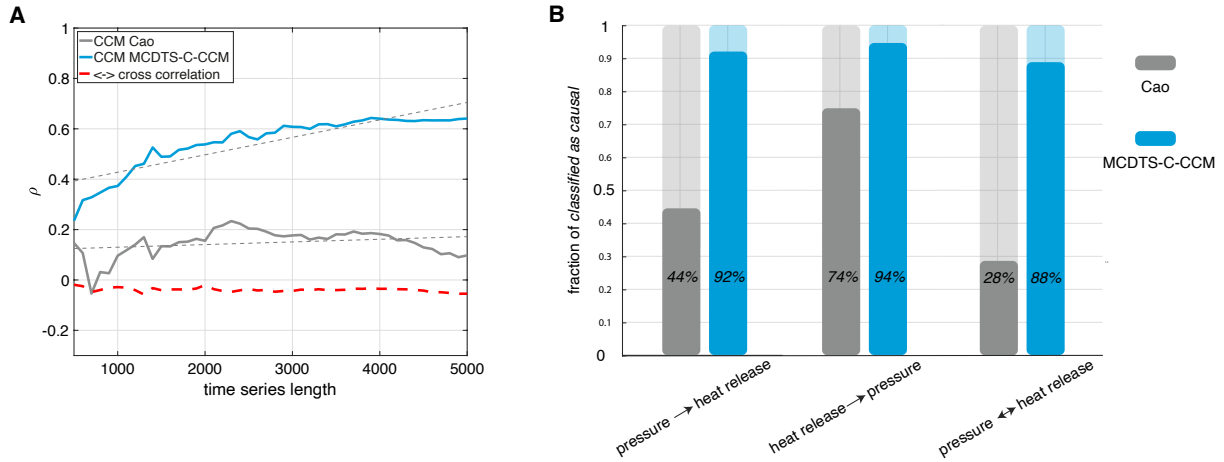 A
CCM Cao
CCM MCDTS-C-CCM
<-> cross correlation
1
0.8
0.6
0.4
0.2
0
-0.2
ρ
1000
2000
3000
4000
5000
time series length
B
1
0.9
0.8
0.7
0.6
0.5
0.4
0.3
0.2
0.1
0
fraction of classified as causal
44%
92%
74%
94%
28%
88%
pressure → heat release
heat release → pressure
pressure ↔ heat release
Cao
MCDTS-C-CCM